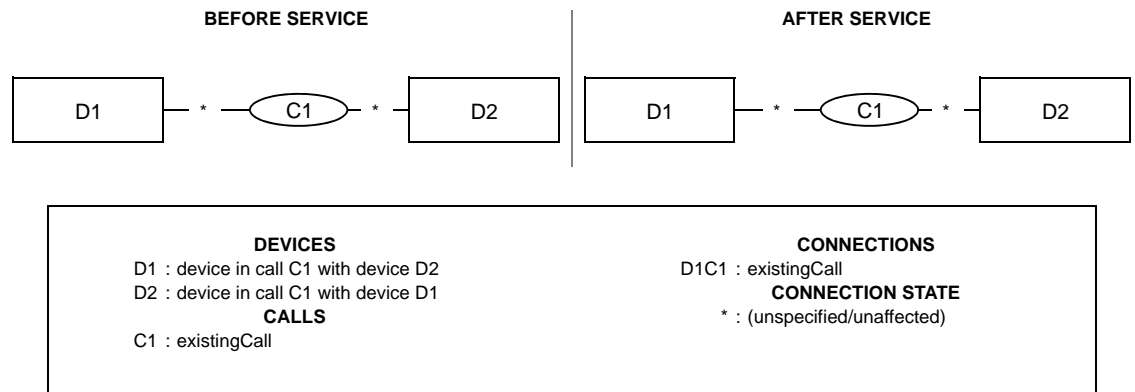 BEFORE SERVICE
AFTER SERVICE
D1 * C1 * D2
D1 * C1 * D2
DEVICES
D1 : device in call C1 with device D2
D2 : device in call C1 with device D1
CALLS
C1 : existingCall
CONNECTIONS
D1C1 : existingCall
CONNECTION STATE
* : (unspecified/unaffected)